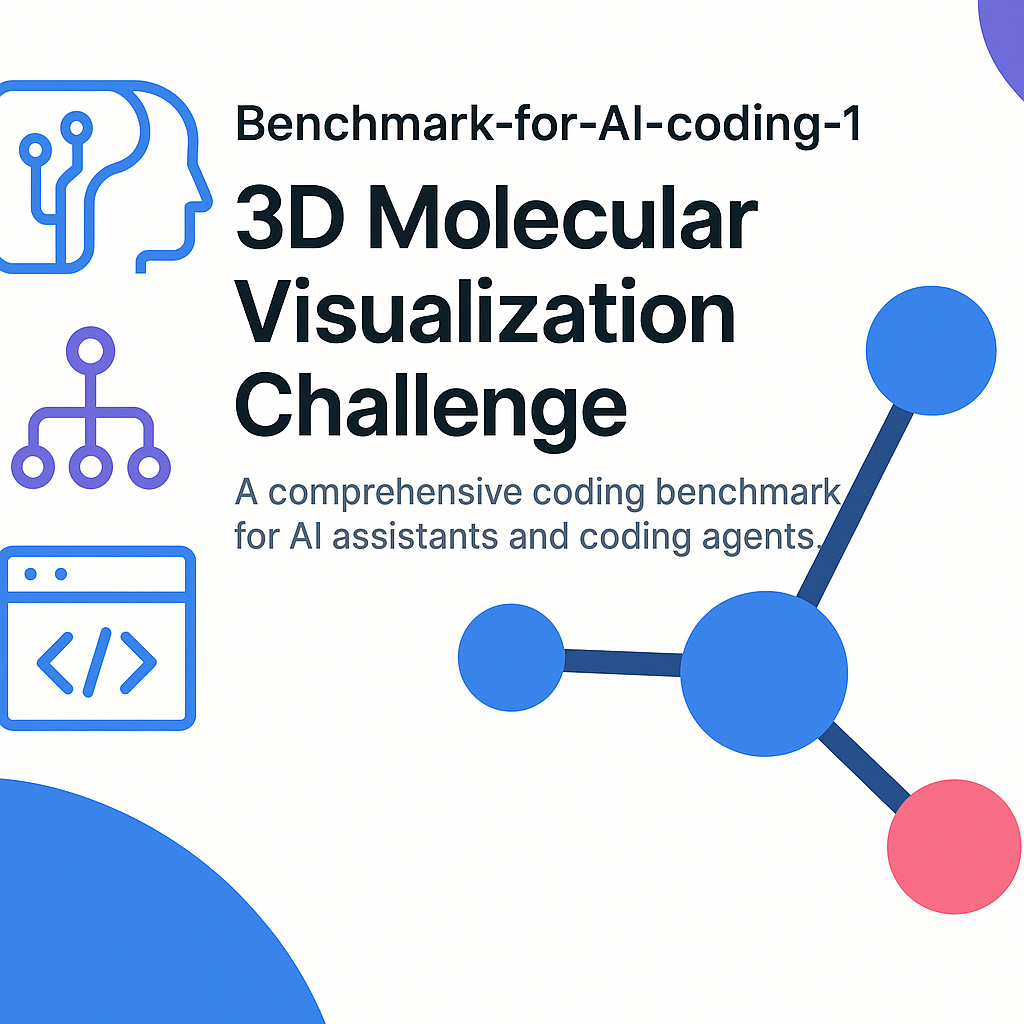 Benchmark-for-AI-coding-1
3D Molecular
Visualization
Challenge
A comprehensive coding benchmark
for AI assistants and coding agents.
</>